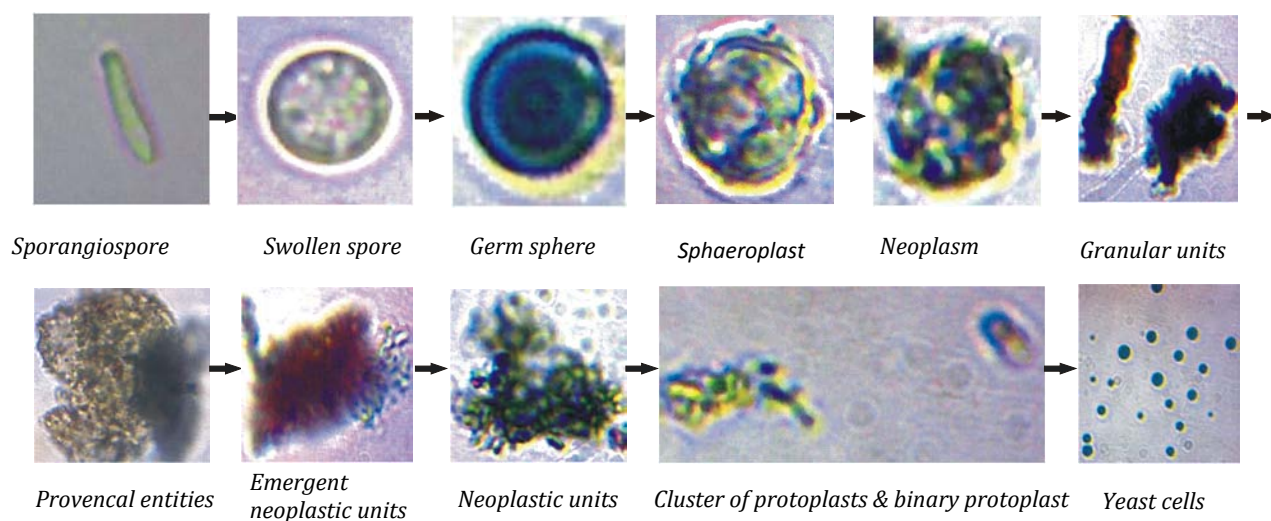 Sporangiospore
Swollen spore
Germ sphere
Sphaeroplast
Neoplasm
Granular units
Provencal entities
Emergent
neoplastic units
Neoplastic units
Cluster of protoplasts & binary protoplast
Yeast cells